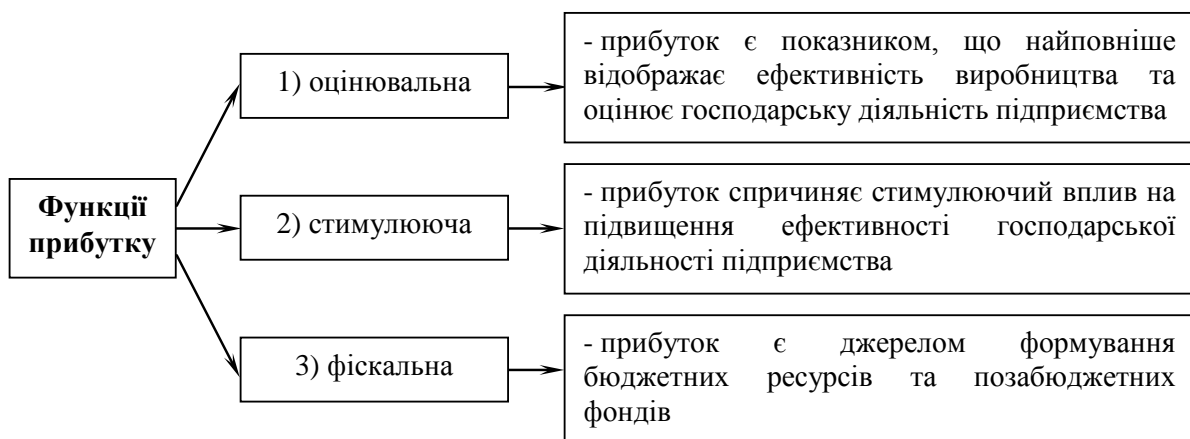 Функції
прибутку
1) оцінювальна
- прибуток є показником, що найповніше
відображає ефективність виробництва та
оцінює господарську діяльність підприємства
2) стимулююча
- прибуток спричиняє стимулюючий вплив на
підвищення ефективності господарської
діяльності підприємства
3) фіскальна
- прибуток є джерелом формування
бюджетних ресурсів та позабюджетних
фондів